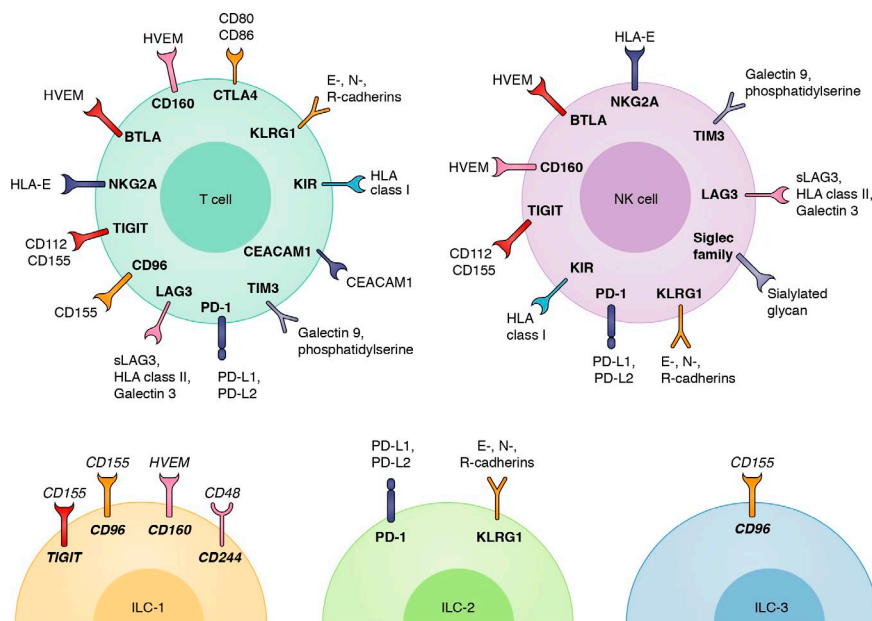 CD80
CD86
HVEM
CD160
CTLA4
E-, N-,
R-cadherins
KLRG1
HVEM
BTLA
HLA-E
NKG2A
T cell
KIR
HLA
class I
TIGIT
CD112
CD155
CD96
CD155
CEACAM1
CEACAM1
LAG3
TIM3
PD-1
sLAG3,
HLA class II,
Galectin 3
PD-L1,
PD-L2
Galectin 9,
phosphatidylserine
HLA-E
NKG2A
HVEM
BTLA
Galectin 9,
phosphatidylserine
TIM3
HVEM
CD160
NK cell
LAG3
sLAG3,
HLA class II,
Galectin 3
TIGIT
CD112
CD155
Siglec
family
Sialylated
glycan
KIR
HLA
class I
PD-1
KLRG1
PD-L1,
PD-L2
E-, N-,
R-cadherins
CD155
CD155
HVEM
CD48
TIGIT
CD96
CD160
CD244
ILC-1
PD-L1,
PD-L2
E-, N-,
R-cadherins
PD-1
KLRG1
ILC-2
CD155
CD96
ILC-3